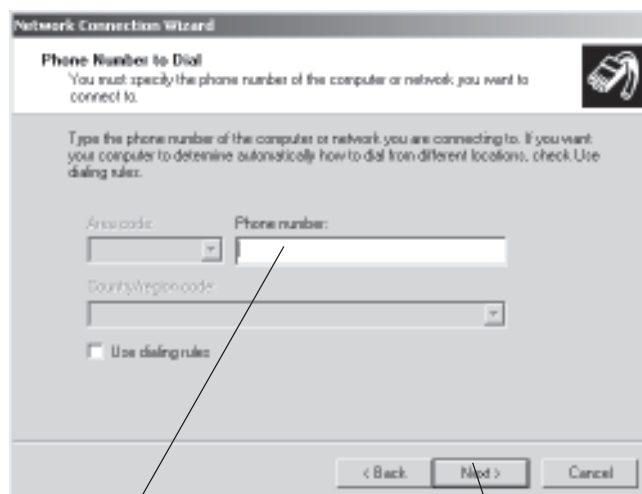 Network Connection Wizard
Phone Number to Dial
You must specify the phone number of the computer or network you want to
connect to.
Type the phone number of the computer or network you are connecting to. If you want
your computer to determine automatically how to dial from different locations, check Use
dialing rules.
Area code: Phone number:
Country/region code:
Use dialing rules
< Back Next > Cancel